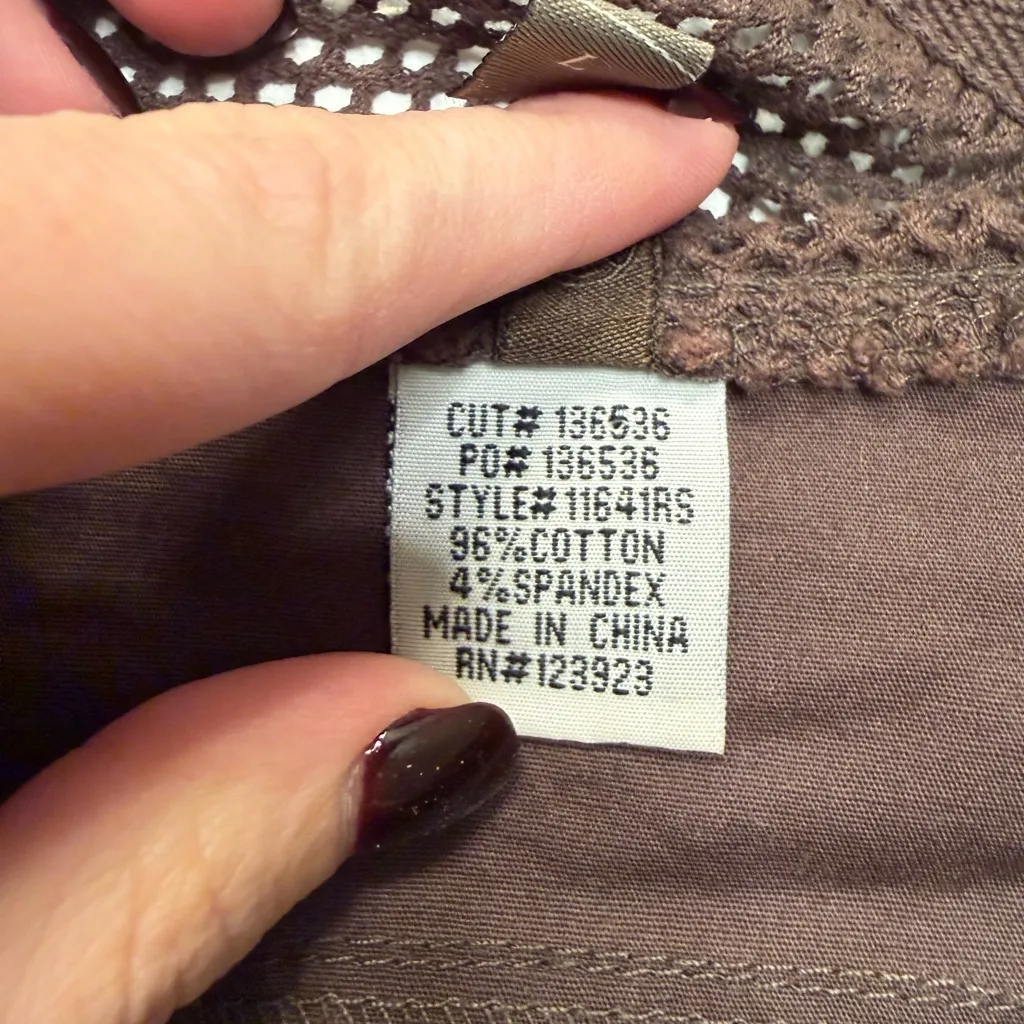 CUT# 136536
PO# 136536
STYLE# 11641RS
96%COTTON
4%SPANDEX
MADE IN CHINA
RN#123923